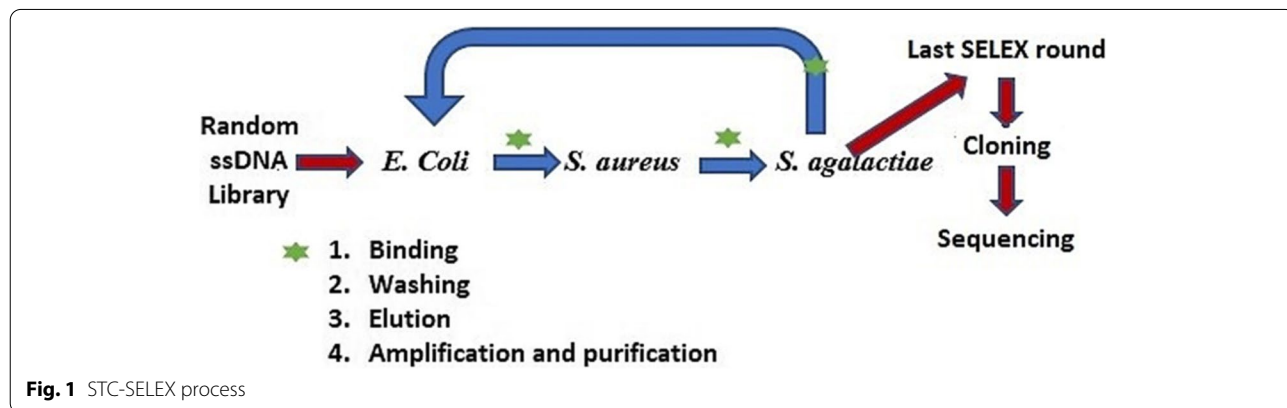 Random
ssDNA
Library
E. Coli
S. aureus
S. agalactiae
Last SELEX round
Cloning
Sequencing
1. Binding
2. Washing
3. Elution
4. Amplification and purification
Fig. 1 STC-SELEX process